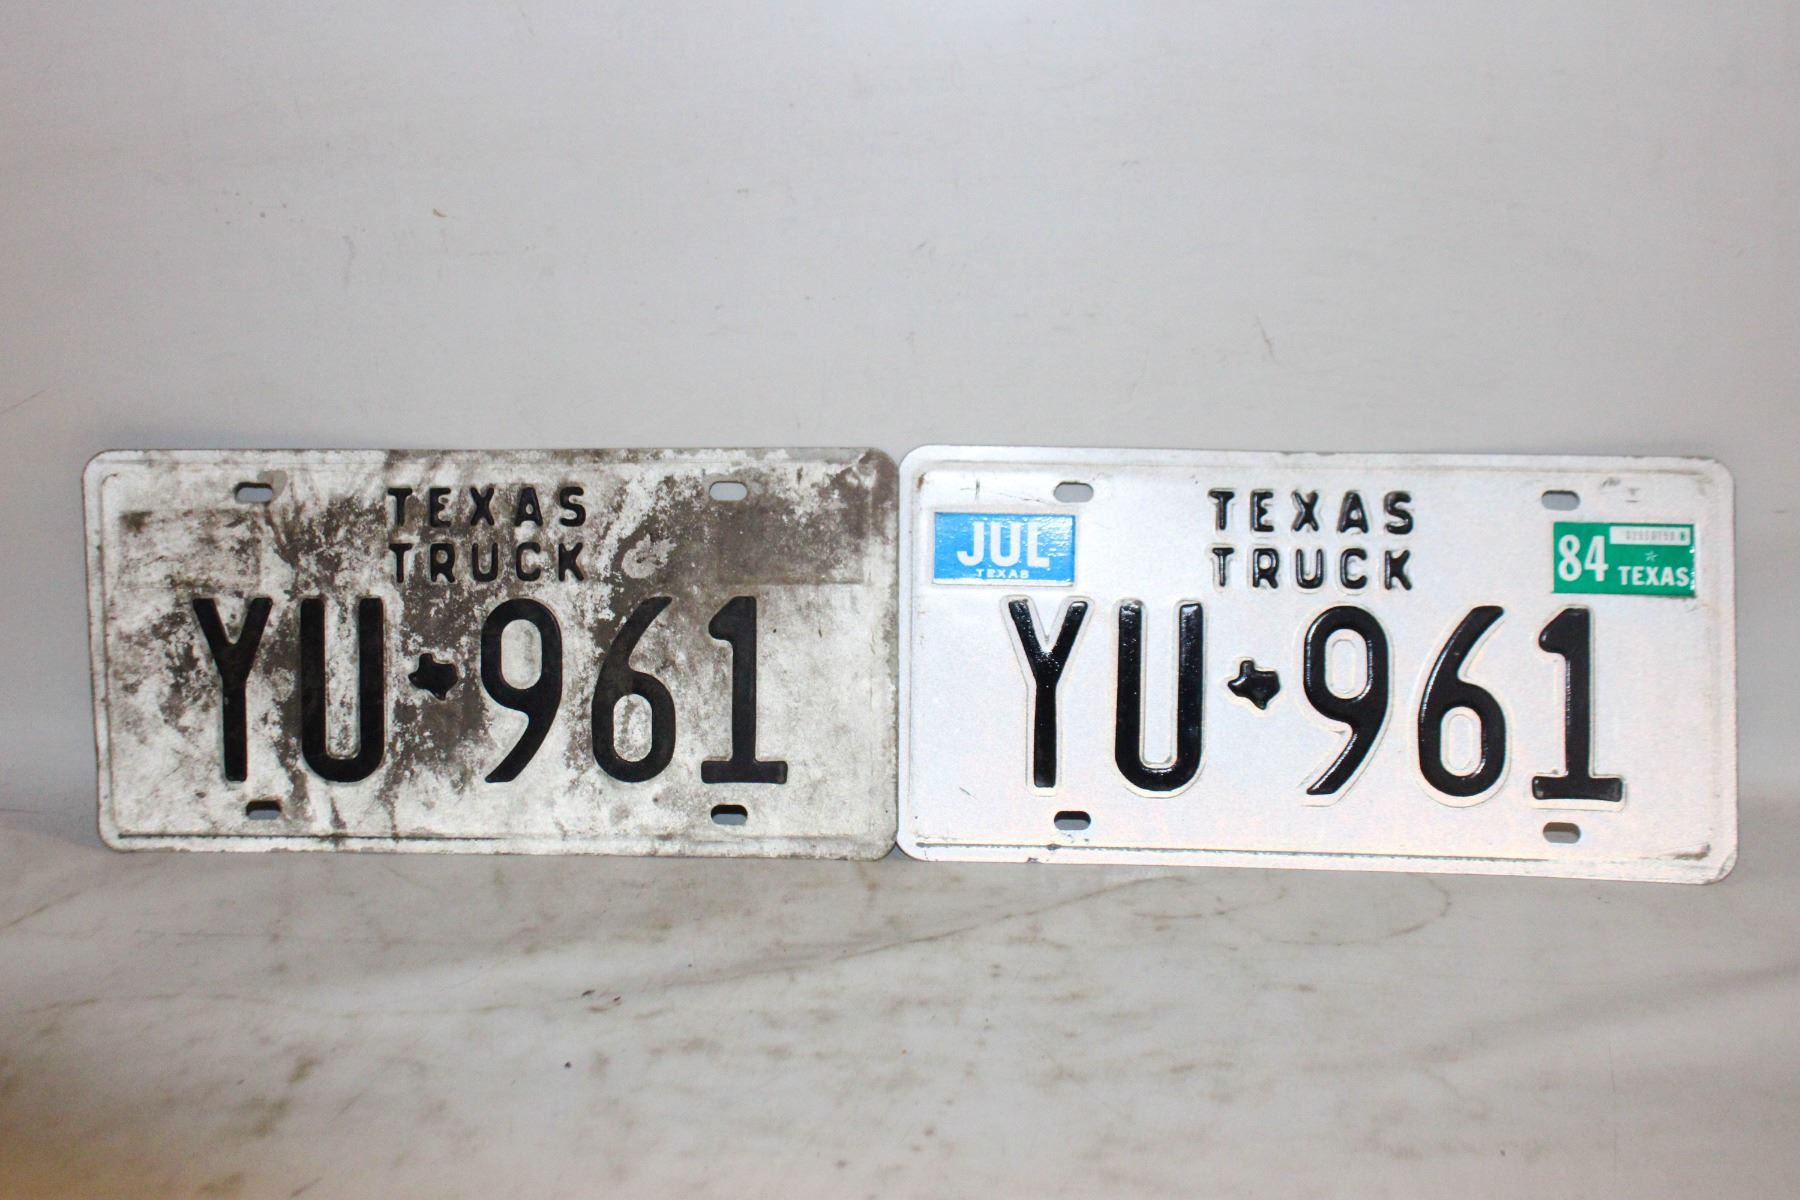 TEXAS
TRUCK
YU 961
TEXAS
TRUCK
JUL
TEXAS
84 TEXAS
YU 961